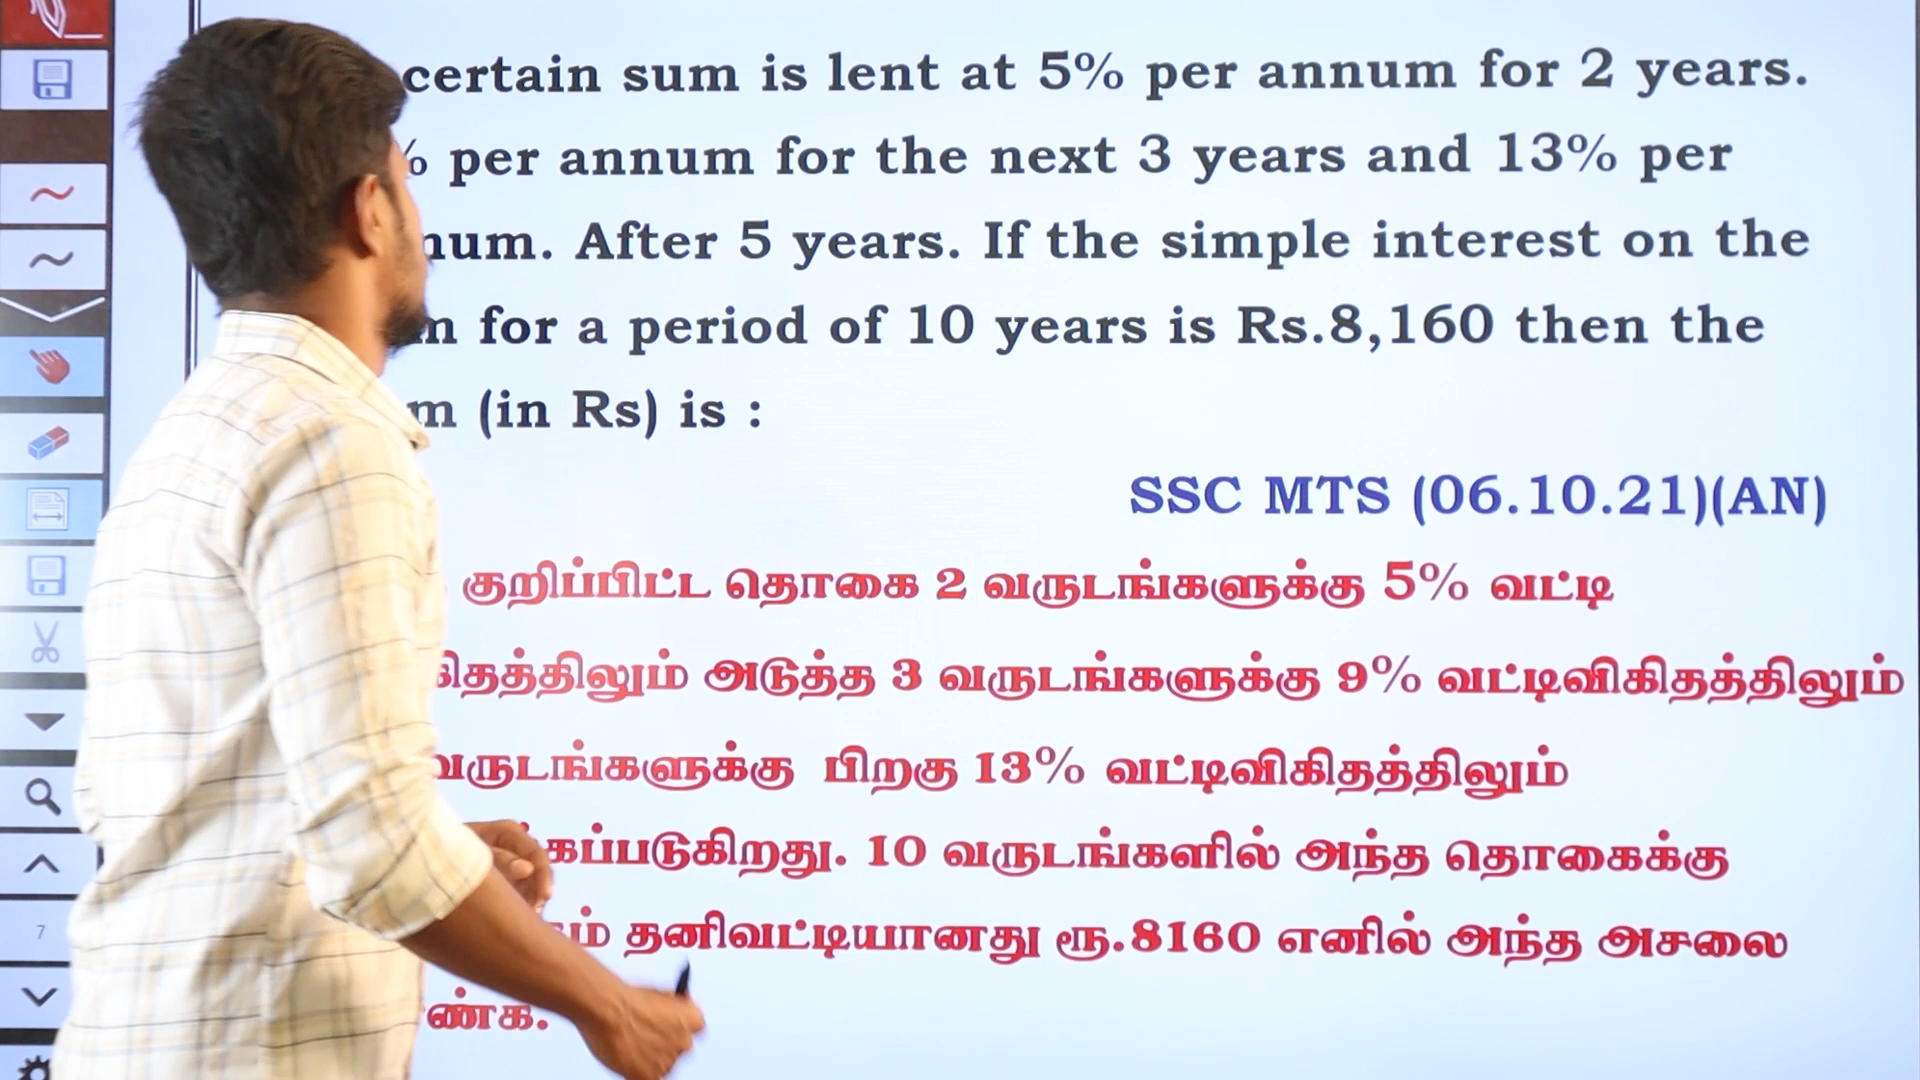 certain sum is lent at 5% per annum for 2 years.
% per annum for the next 3 years and 13% per
num. After 5 years. If the simple interest on the
m for a period of 10 years is Rs.8,160 then the
m (in Rs) is :
SSC MTS (06.10.21)(AN)
குறிப்பிட்ட தொகை 2 வருடங்களுக்கு 5% வட்டி
கிதத்திலும் அடுத்த 3 வருடங்களுக்கு 9% வட்டிவிகிதத்திலும்
வருடங்களுக்கு பிறகு 13% வட்டிவிகிதத்திலும்
கப்படுகிறது. 10 வருடங்களில் அந்த தொகைக்கு
ம் தனிவட்டியானது ரூ.8160 எனில் அந்த அசலை
ண்க.
7